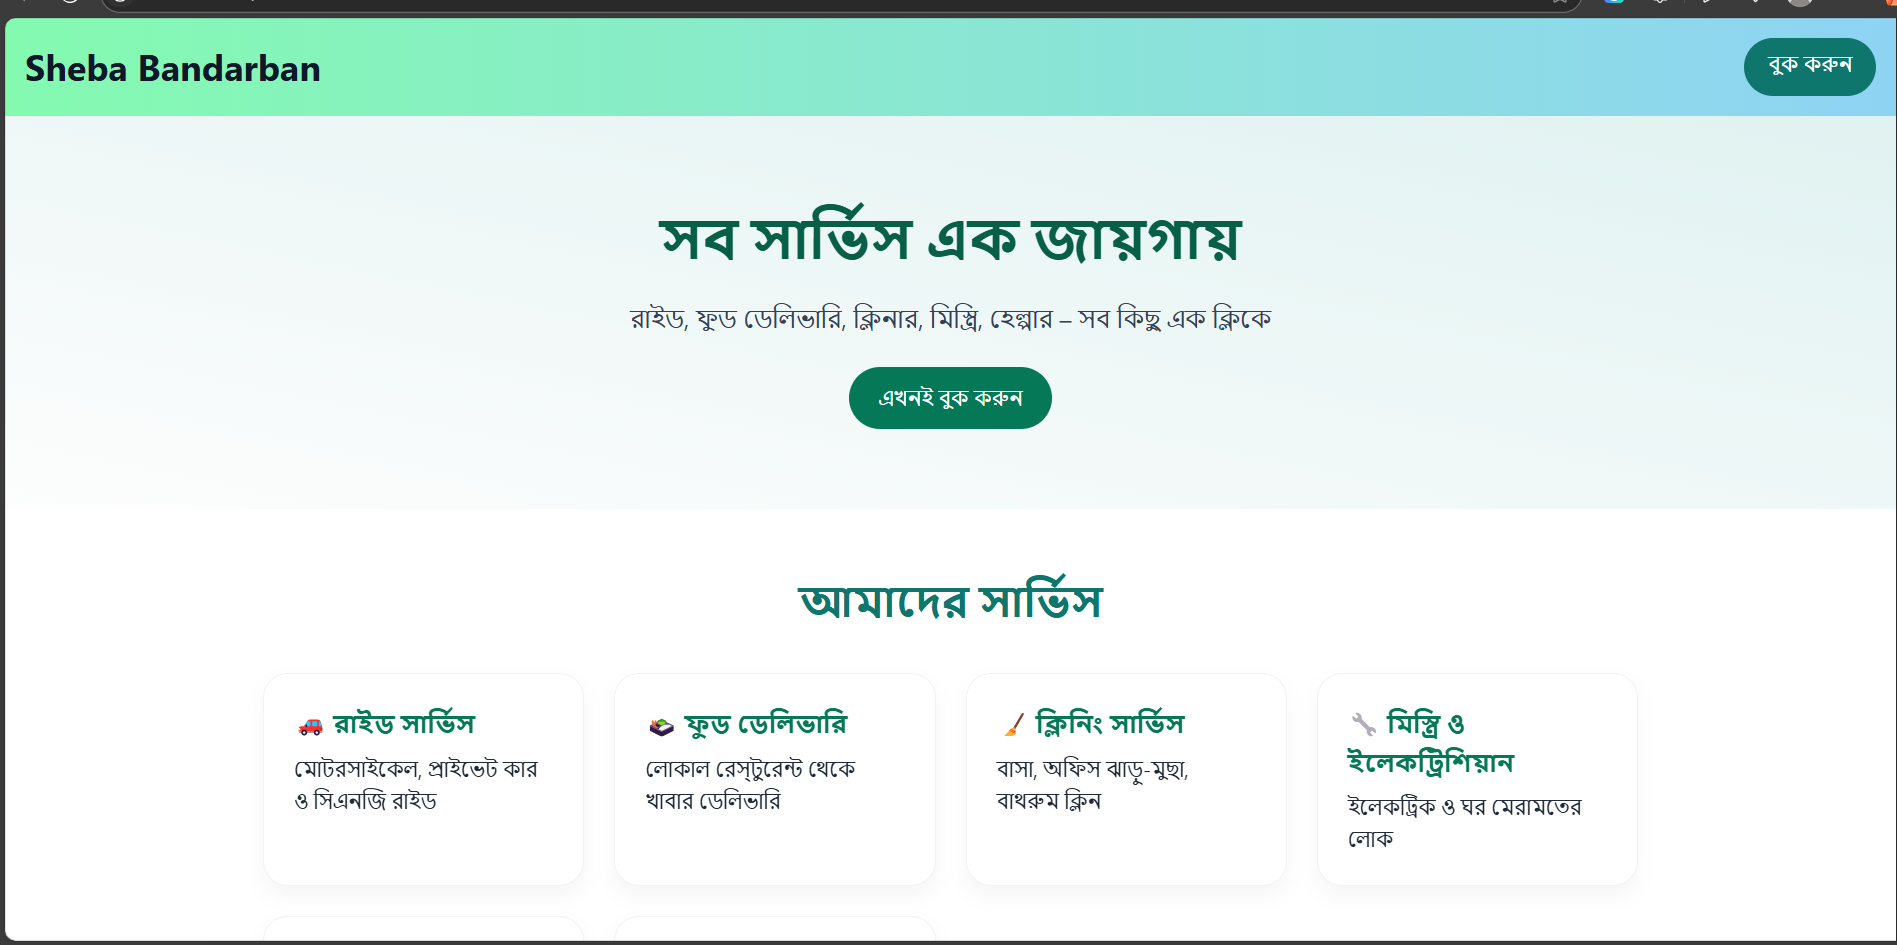 Sheba Bandarban
বুক করুন
সব সার্ভিস এক জায়গায়
রাইড, ফুড ডেলিভারি, ক্লিনার, মিস্ত্রি, হেল্পার – সব কিছু এক ক্লিকে
এখনই বুক করুন
আমাদের সার্ভিস
🚗 রাইড সার্ভিস
মোটরসাইকেল, প্রাইভেট কার
ও সিএনজি রাইড
🍱 ফুড ডেলিভারি
লোকাল রেস্টুরেন্ট থেকে
খাবার ডেলিভারি
🧹 ক্লিনিং সার্ভিস
বাসা, অফিস ঝাড়ু-মুছা,
বাথরুম ক্লিন
🔧 মিস্ত্রি ও
ইলেকট্রিশিয়ান
ইলেকট্রিক ও ঘর মেরামতের
লোক